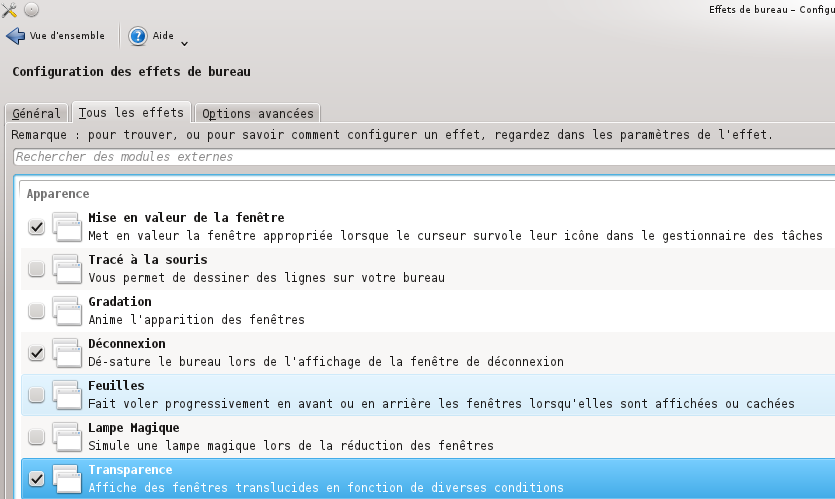 Effets de bureau – Configu
Vue d'ensemble
Aide
Configuration des effets de bureau
Général
Tous les effets
Options avancées
Remarque : pour trouver, ou pour savoir comment configurer un effet, regardez dans les paramètres de l'effet.
Rechercher des modules externes
Apparence
Mise en valeur de la fenêtre
Met en valeur la fenêtre appropriée lorsque le curseur survole leur icône dans le gestionnaire des tâches
Tracé à la souris
Vous permet de dessiner des lignes sur votre bureau
Gradation
Anime l'apparition des fenêtres
Déconnexion
Dé-sature le bureau lors de l'affichage de la fenêtre de déconnexion
Feuilles
Fait voler progressivement en avant ou en arrière les fenêtres lorsqu'elles sont affichées ou cachées
Lampe Magique
Simule une lampe magique lors de la réduction des fenêtres
Transparence
Affiche des fenêtres translucides en fonction de diverses conditions